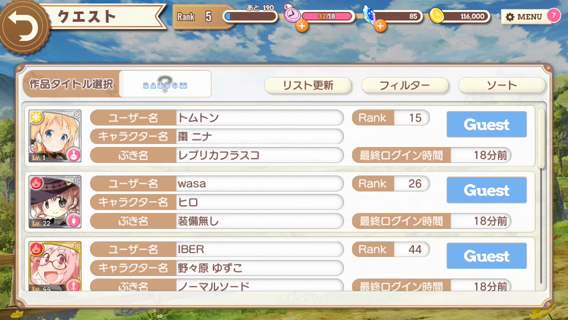 クエスト
Rank 5
あと 190
85
116,000
MENU
?
作品タイトル選択
RANDOM
リスト更新
フィルター
ソート
ユーザー名 トムトン Rank 15
キャラクター名 棗 ニナ
Guest
Lv. 1
ぶき名 レプリカフラスコ 最終ログイン時間 18分前
ユーザー名 wasa Rank 26
キャラクター名 ヒロ
Guest
Lv. 22
ぶき名 装備無し 最終ログイン時間 18分前
ユーザー名 IBER Rank 44
キャラクター名 野々原 ゆずこ
Guest
ぶき名 ノーマルソード 最終ログイン時間 18分前